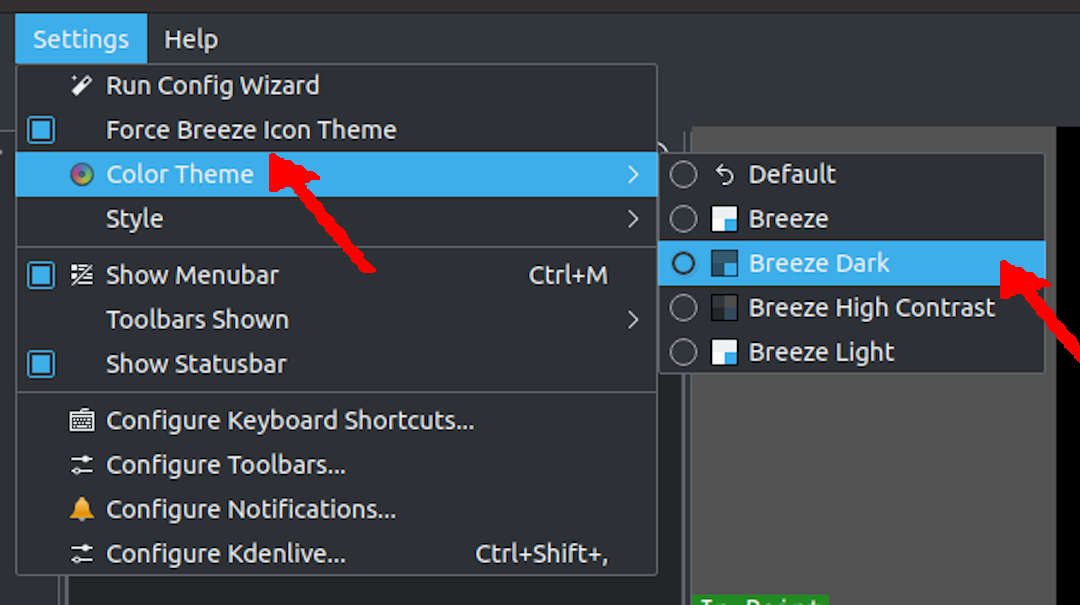 Settings Help
Run Config Wizard
Force Breeze Icon Theme
Color Theme
Style
Show Menubar Ctrl+M
Toolbars Shown
Show Statusbar
Configure Keyboard Shortcuts...
Configure Toolbars...
Configure Notifications...
Configure Kdenlive... Ctrl+Shift+,
Default
Breeze
Breeze Dark
Breeze High Contrast
Breeze Light
In Point